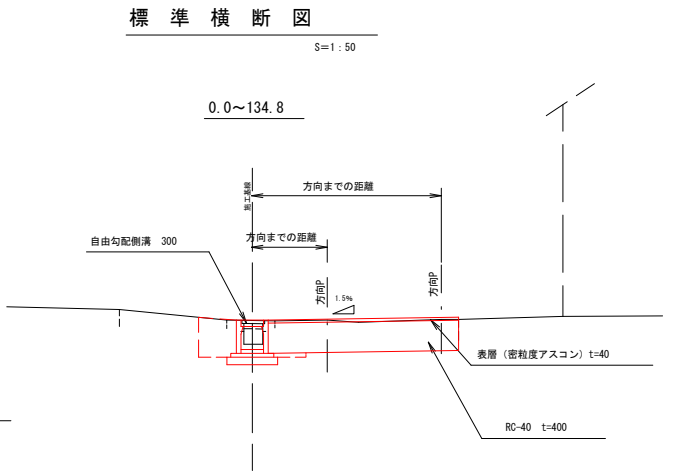 標準横断図
S=1:50
0.0～134.8
施工基線
方向までの距離
自由勾配側溝 300
方向までの距離
方向P
方向P
1.5%
表層（密粒度アスコン）t=40
RC-40 t=400